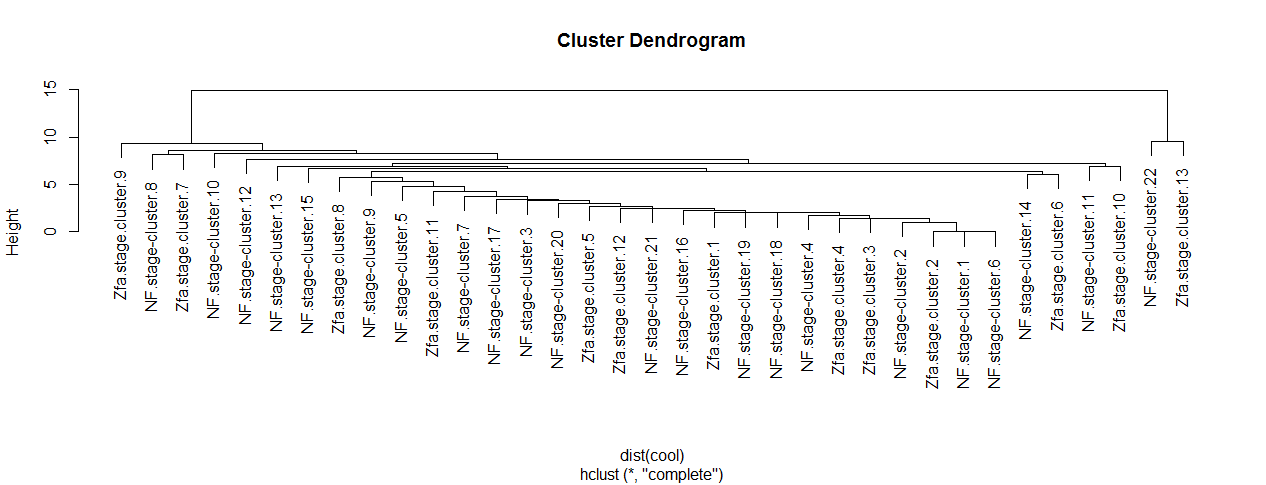 Cluster Dendrogram
Height
15
10
5
0
Zfa.stage.cluster.9
NF.stage-cluster.8
Zfa.stage.cluster.7
NF.stage-cluster.10
NF.stage-cluster.12
NF.stage-cluster.13
NF.stage-cluster.15
Zfa.stage.cluster.8
NF.stage-cluster.9
NF.stage-cluster.5
Zfa.stage.cluster.11
NF.stage-cluster.7
NF.stage-cluster.17
NF.stage-cluster.3
NF.stage-cluster.20
Zfa.stage.cluster.5
Zfa.stage.cluster.12
NF.stage-cluster.21
NF.stage-cluster.16
Zfa.stage.cluster.1
NF.stage-cluster.19
NF.stage-cluster.18
NF.stage-cluster.4
Zfa.stage.cluster.4
Zfa.stage.cluster.3
NF.stage-cluster.2
Zfa.stage.cluster.2
NF.stage-cluster.1
NF.stage-cluster.6
NF.stage-cluster.14
Zfa.stage.cluster.6
NF.stage-cluster.11
Zfa.stage.cluster.10
NF.stage-cluster.22
Zfa.stage.cluster.13
dist(cool)
hclust (*, "complete")